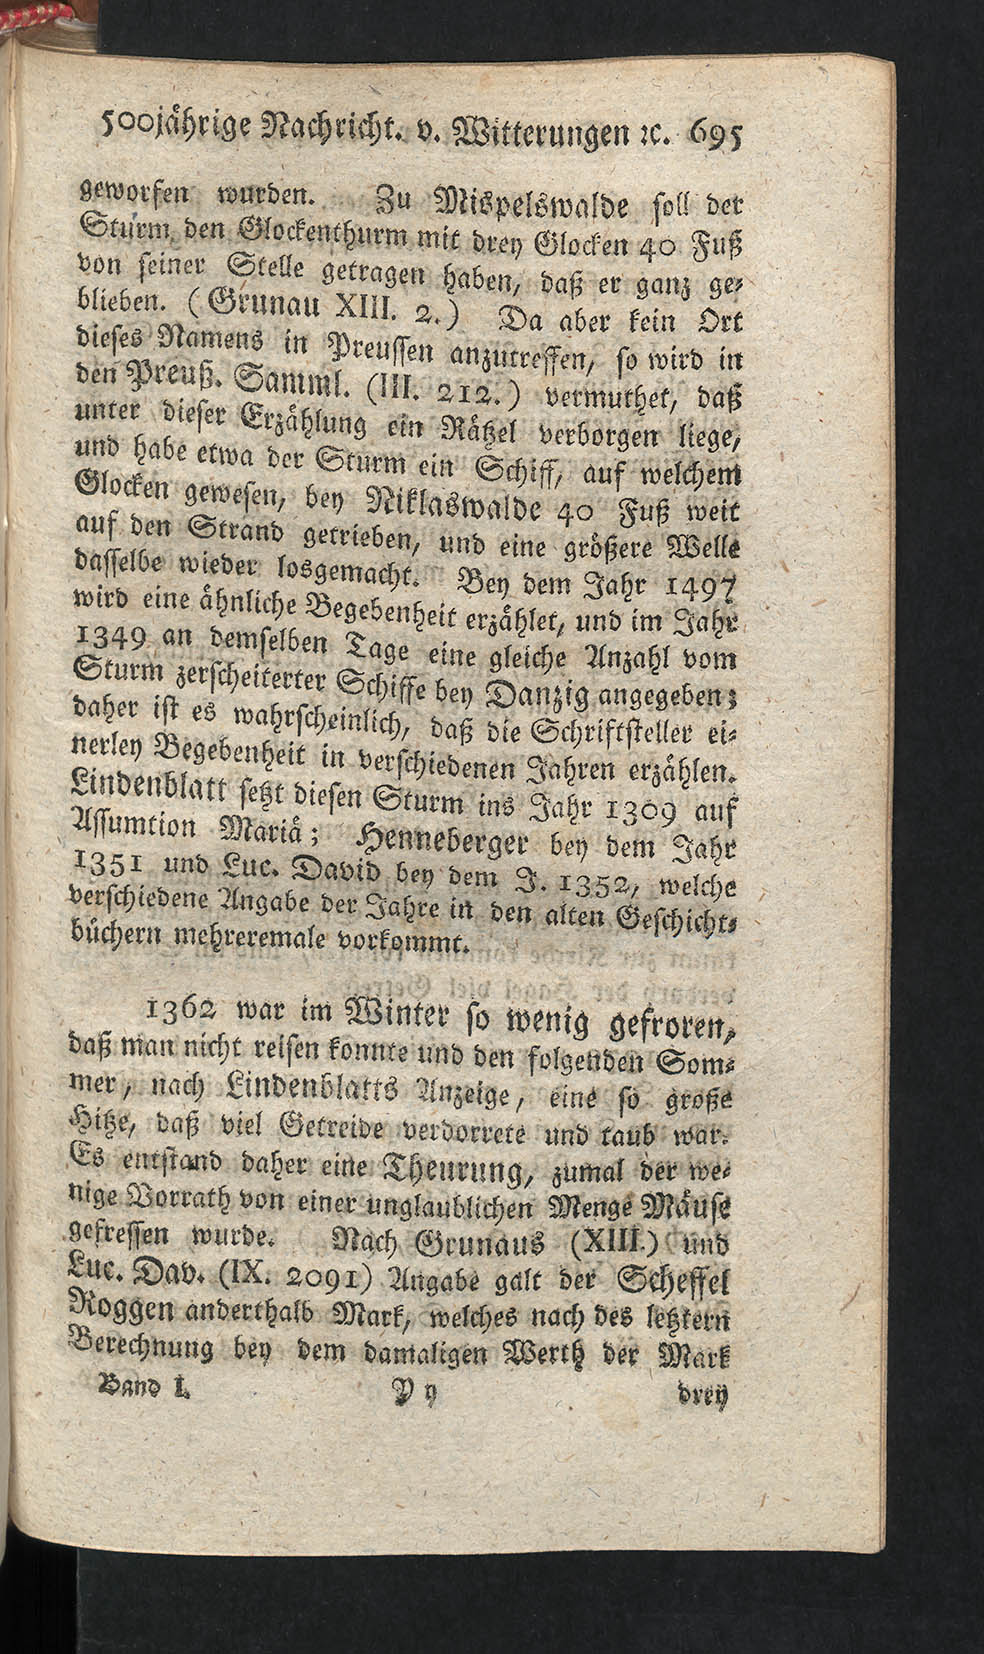 500jährige Nachricht. v. Witterungen ꝛc. 695
geworfen wurden. Zu Mispelswalde soll der
Sturm den Glockenthurm mit drey Glocken 40 Fuß
von seiner Stelle getragen haben, daß er ganz ge-
blieben. (Grunau XIII. 2.) Da aber kein Ort
dieses Namens in Preussen anzutreffen, so wird in
den Preuß. Samml. (III. 212.) vermuthet, daß
unter dieser Erzählung ein Rätzel verborgen liege,
und habe etwa der Sturm ein Schiff, auf welchem
Glocken gewesen, bey Niklaswalde 40 Fuß weit
auf den Strand getrieben, und eine größere Welle
dasselbe wieder losgemacht. Bey dem Jahr 1497
wird eine ähnliche Begebenheit erzählet, und im Jahr
1349 an demselben Tage eine gleiche Anzahl vom
Sturm zerscheiterter Schiffe bey Danzig angegeben;
daher ist es wahrscheinlich, daß die Schriftsteller ei-
nerley Begebenheit in verschiedenen Jahren erzählen.
Lindenblatt setzt diesen Sturm ins Jahr 1309 auf
Assumtion Mariä; Henneberger bey dem Jahr
1351 und Luc. David bey dem J. 1352, welche
verschiedene Angabe der Jahre in den alten Geschicht-
büchern mehreremale vorkommt.
1362 war im Winter so wenig gefroren,
daß man nicht reisen konnte und den folgenden Som-
mer, nach Lindenblatts Anzeige, eine so große
Hitze, daß viel Getreide verdorrete und taub war.
Es entstand daher eine Theurung, zumal der we-
nige Vorrath von einer unglaublichen Menge Mäuse
gefressen wurde. Nach Grunaus (XIII.) und
Luc. Dav. (IX. 2091) Angabe galt der Scheffel
Roggen anderthalb Mark, welches nach des letztern
Berechnung bey dem damaligen Werth der Mark
Band I. Y y drey